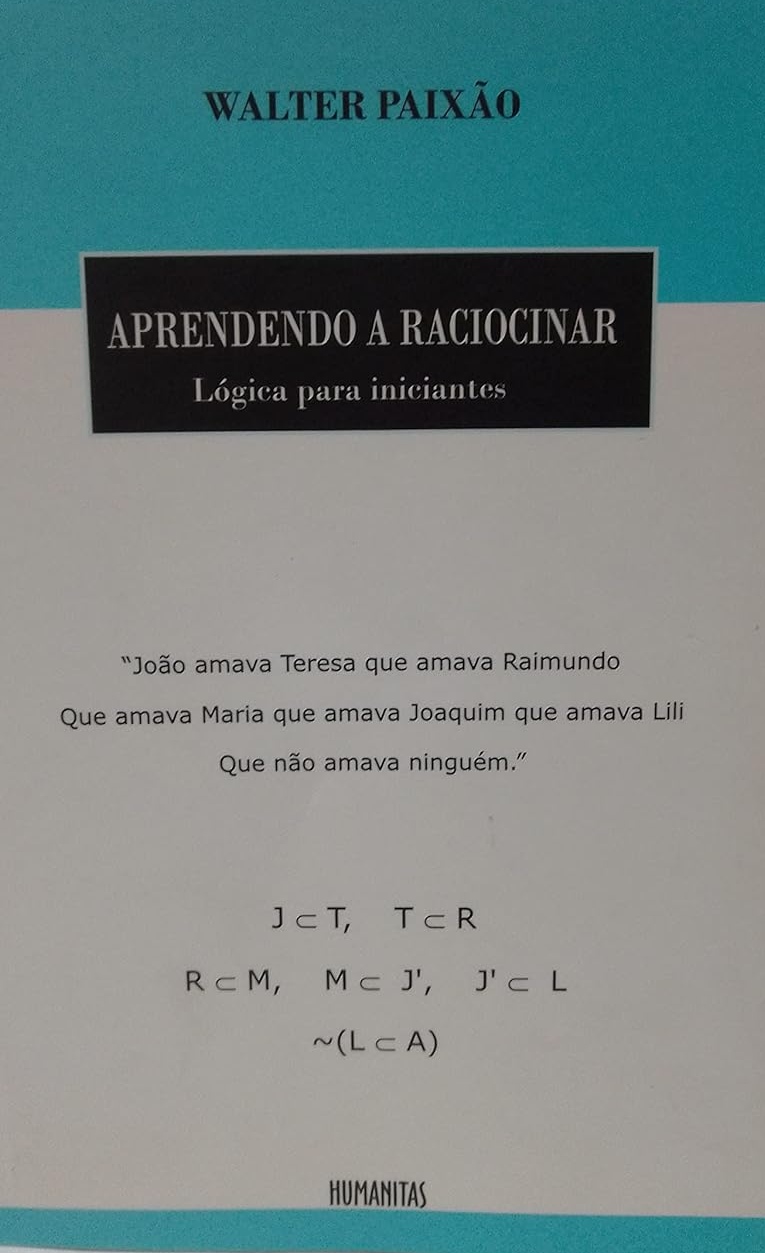 WALTER PAIXÃO
APRENDENDO A RACIOCINAR
Lógica para iniciantes
“João amava Teresa que amava Raimundo
Que amava Maria que amava Joaquim que amava Lili
Que não amava ninguém.”
J ⊂ T, T ⊂ R
R ⊂ M, M ⊂ J', J' ⊂ L
~(L ⊂ A)
HUMANITAS